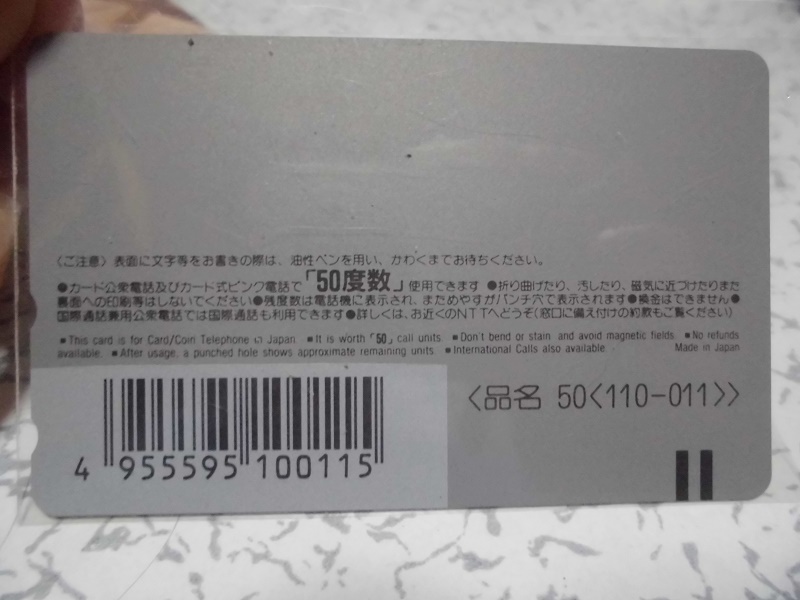 〈ご注意〉表面に文字等をお書きの際は、油性ペンを用い、かわくまでお待ちください。
●カード公衆電話及びカード式ピンク電話で「50度数」使用できます ●折り曲げたり、汚したり、磁気に近づけたりまた
裏面への印刷等はしないでください●残度数は電話機に表示され、まためやすがパンチ穴で表示されます●換金はできません●
国際通話兼用公衆電話では国際通話も利用できます●詳しくは、お近くのNTTへどうぞ(窓口に備え付けの約款もご覧ください)
■This card is for Card/Coin Telephone in Japan. ■It is worth「50」call units. ■Don't bend or stain and avoid magnetic fields. ■No refunds
available. ■After usage, a punched hole shows approximate remaining units. ■International Calls also available. Made in Japan
〈品名 50〈110-011〉〉
4 955595 100115